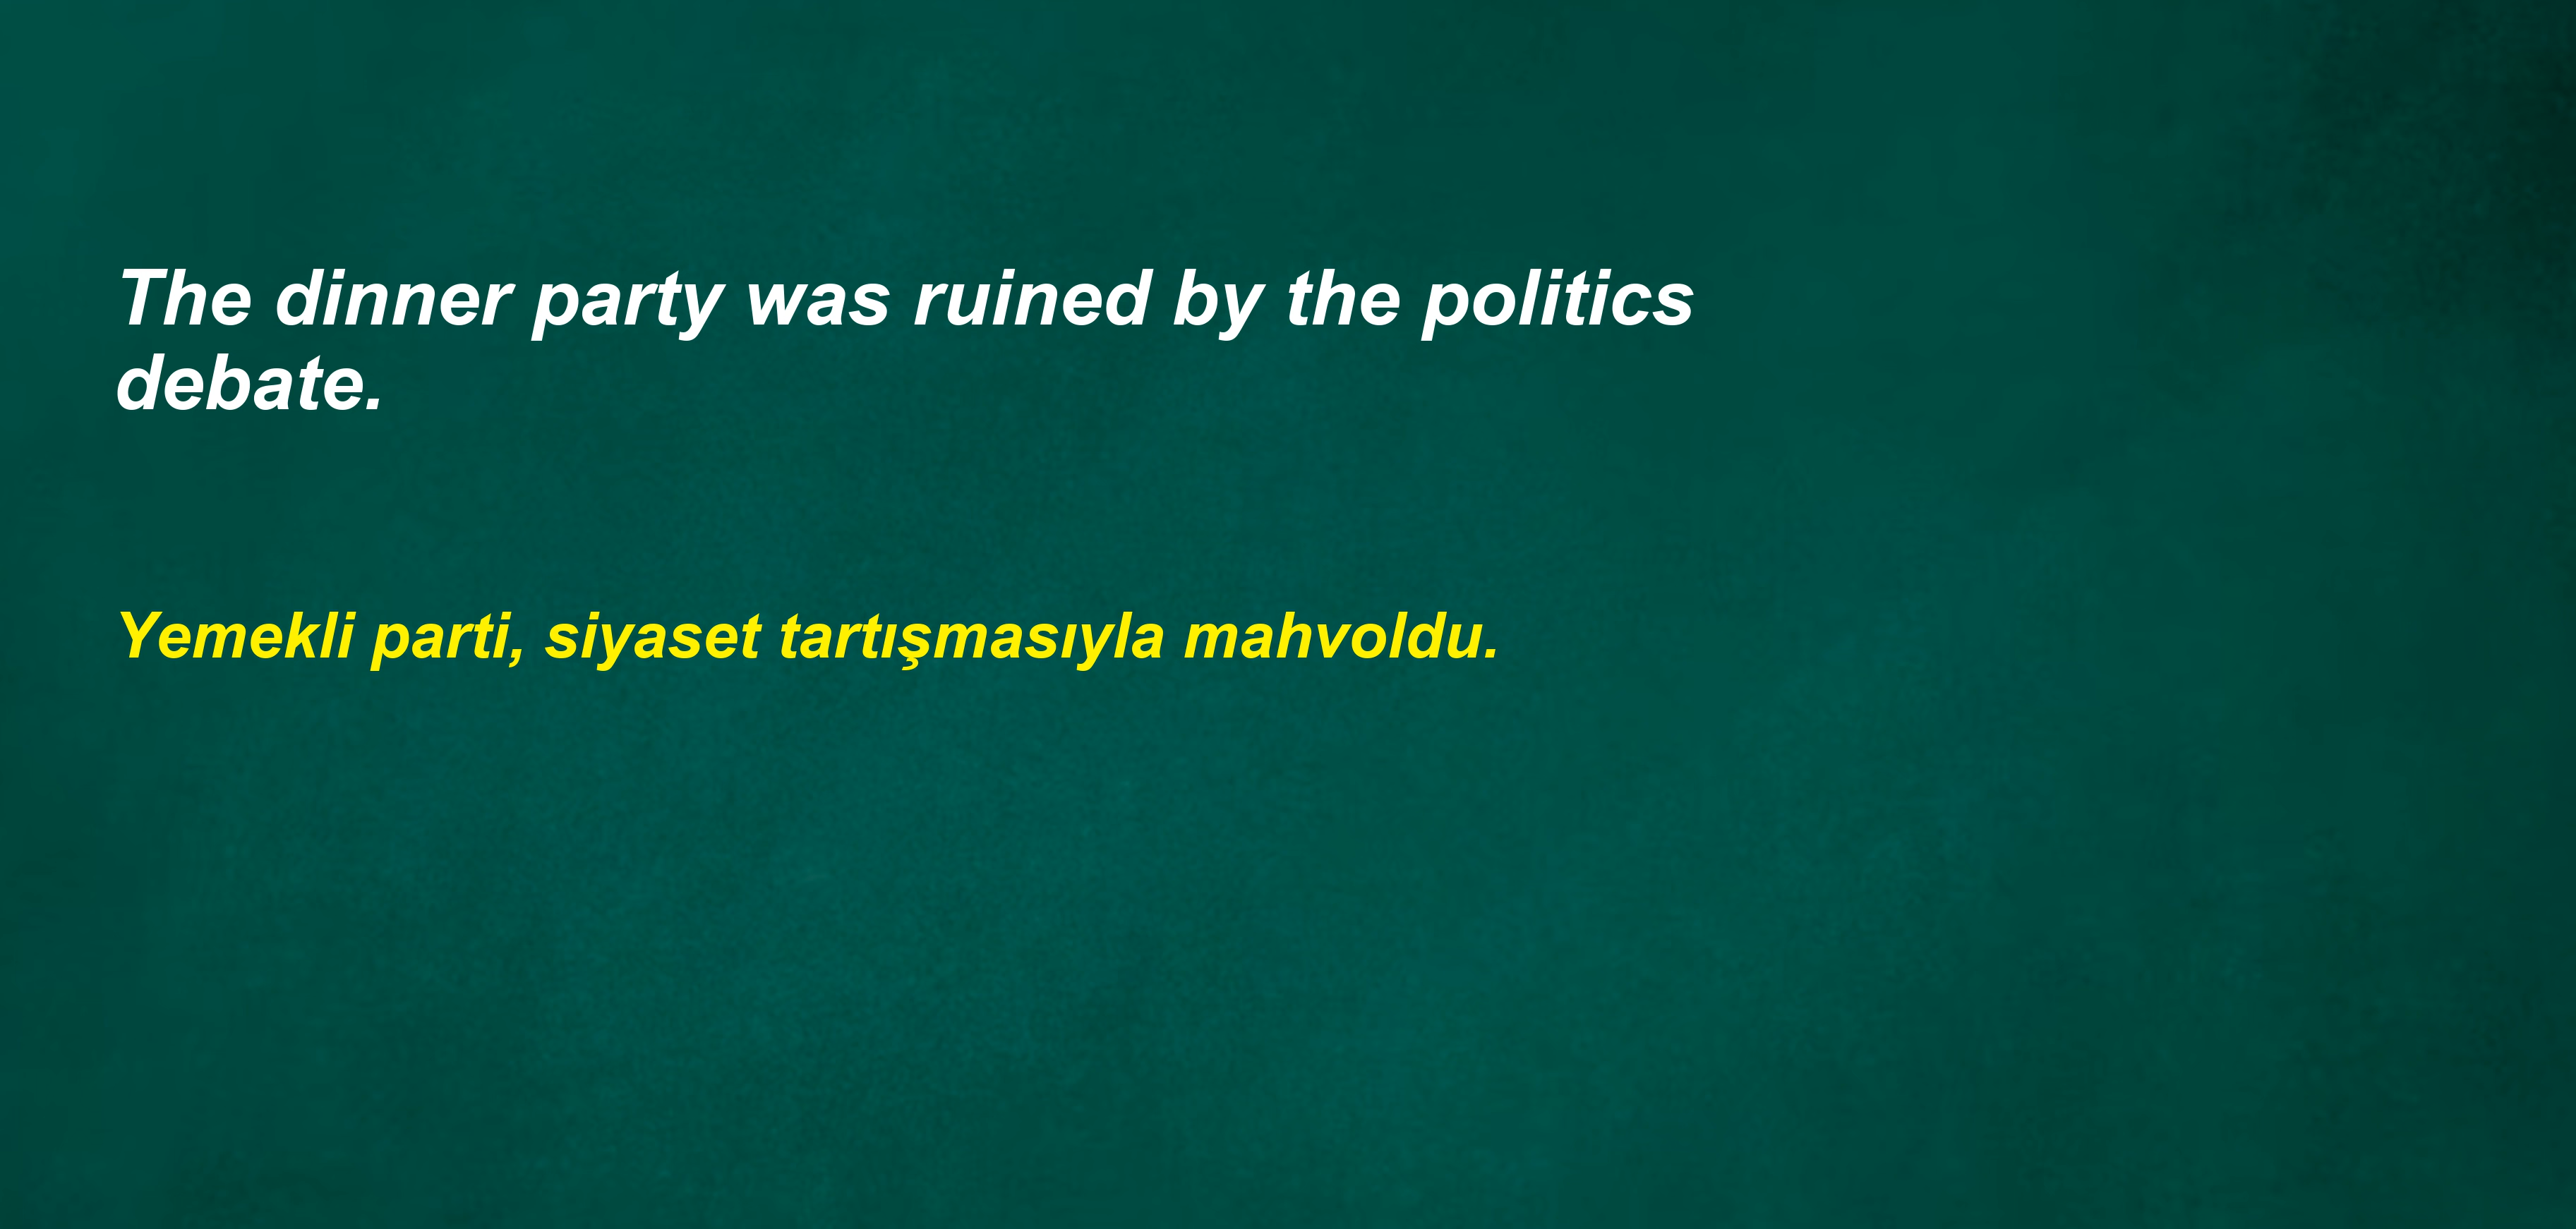 The dinner party was ruined by the politics
debate.
Yemekli parti, siyaset tartışmasıyla mahvoldu.